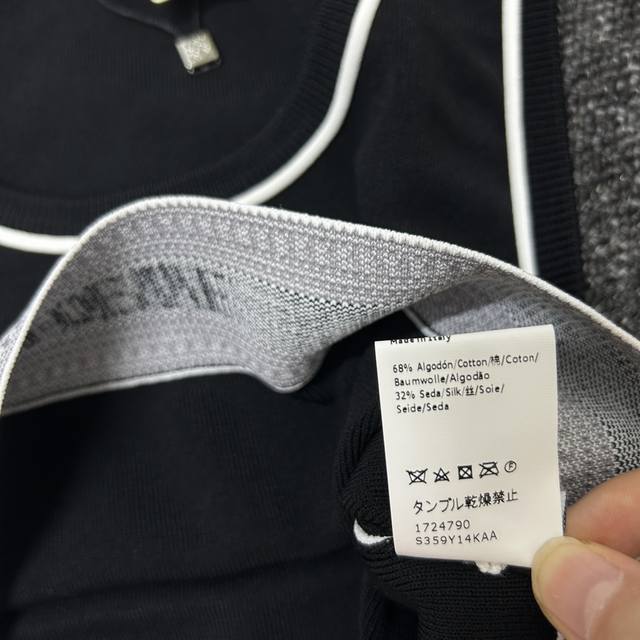 Made in Italy
68% Algodón/Cotton/棉/Coton/
Baumwolle/Algodão
32% Seda/Silk/丝/Soie/
Seide/Seda
タンブル乾燥禁止
1724790
S359Y14KAA